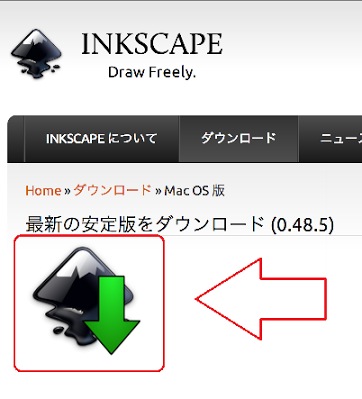 INKSCAPE
Draw Freely.
INKSCAPE について ダウンロード ニュース
Home » ダウンロード » Mac OS 版
最新の安定版をダウンロード (0.48.5)